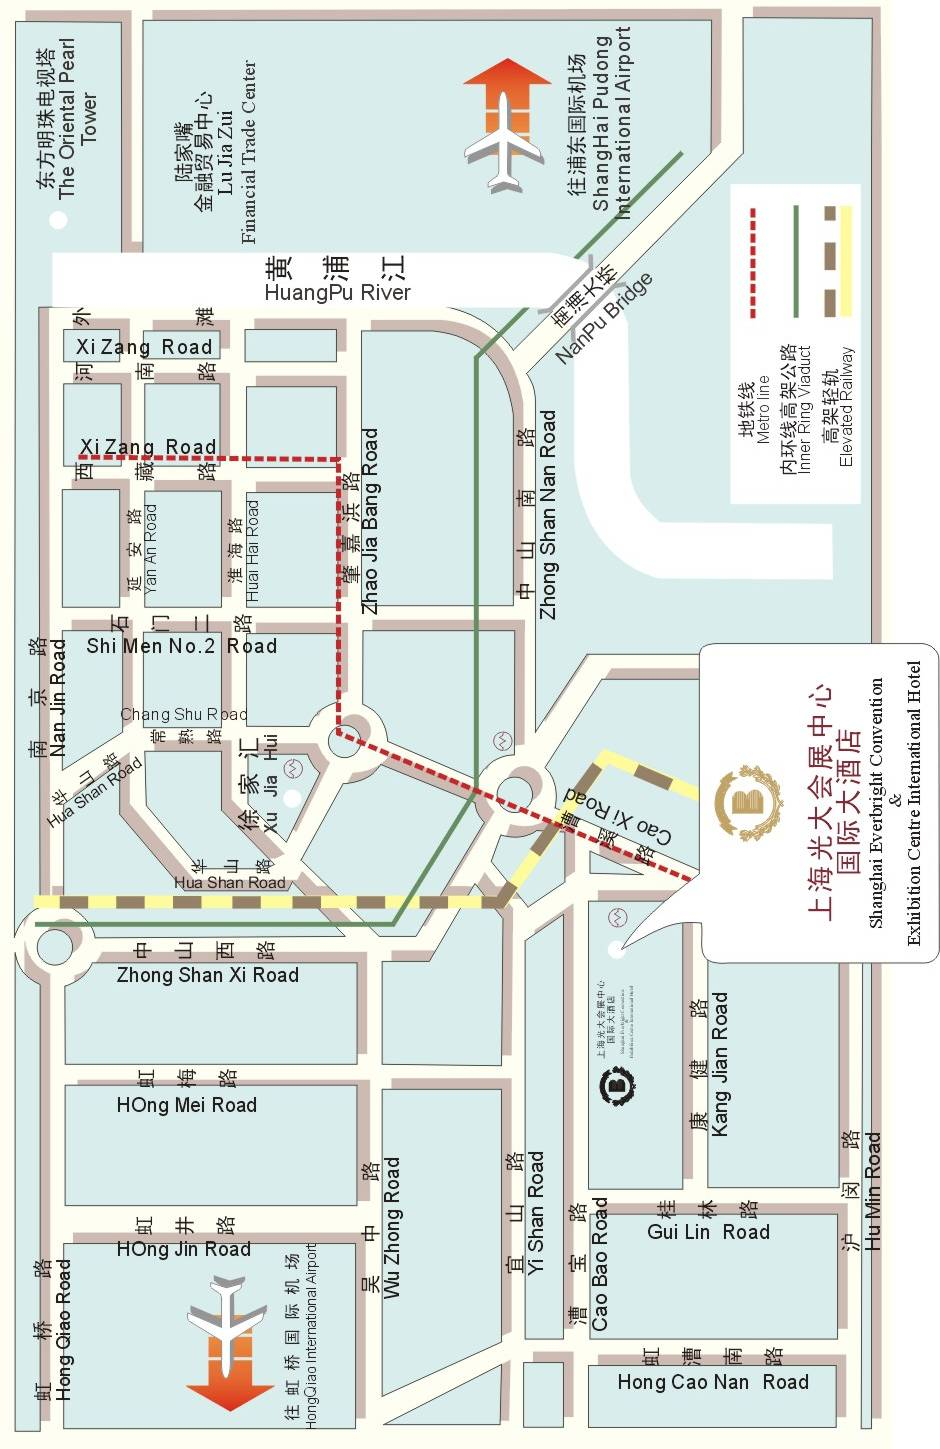 东方明珠电视塔
The Oriental Pearl
Tower
陆家嘴
金融贸易中心
Lu Jia Zui
Financial Trade Center
往浦东国际机场
ShangHai Pudong
International Airport
黄浦江
HuangPu River
南浦大桥
NanPu Bridge
外滩
Xi Zang Road
河南路
Xi Zang Road
西藏路
地铁线
Metro line
内环线高架公路
Inner Ring Viaduct
高架轻轨
Elevated Railway
延安路
Yan An Road
淮海路
Huai Hai Road
肇嘉浜路
Zhao Jia Bang Road
中山南路
Zhong Shan Nan Road
石门二路
Shi Men No.2 Road
南京路
Nan Jin Road
Chang Shu Road
常熟路
华山路
Hua Shan Road
徐家汇
Xu Jia Hui
华山路
Hua Shan Road
漕溪路
Cao Xi Road
上海光大会展中心
国际大酒店
Shanghai Everbright Convention
&
Exhibition Centre International Hotel
B
中山西路
Zhong Shan Xi Road
上海光大会展中心
国际大酒店
B
虹梅路
HOng Mei Road
康健路
Kang Jian Road
虹井路
HOng Jin Road
吴中路
Wu Zhong Road
宜山路
Yi Shan Road
漕宝路
Cao Bao Road
桂林路
Gui Lin Road
沪闵路
Hu Min Road
虹桥路
Hong Qiao Road
往虹桥国际机场
HongQiao International Airport
虹漕南路
Hong Cao Nan Road